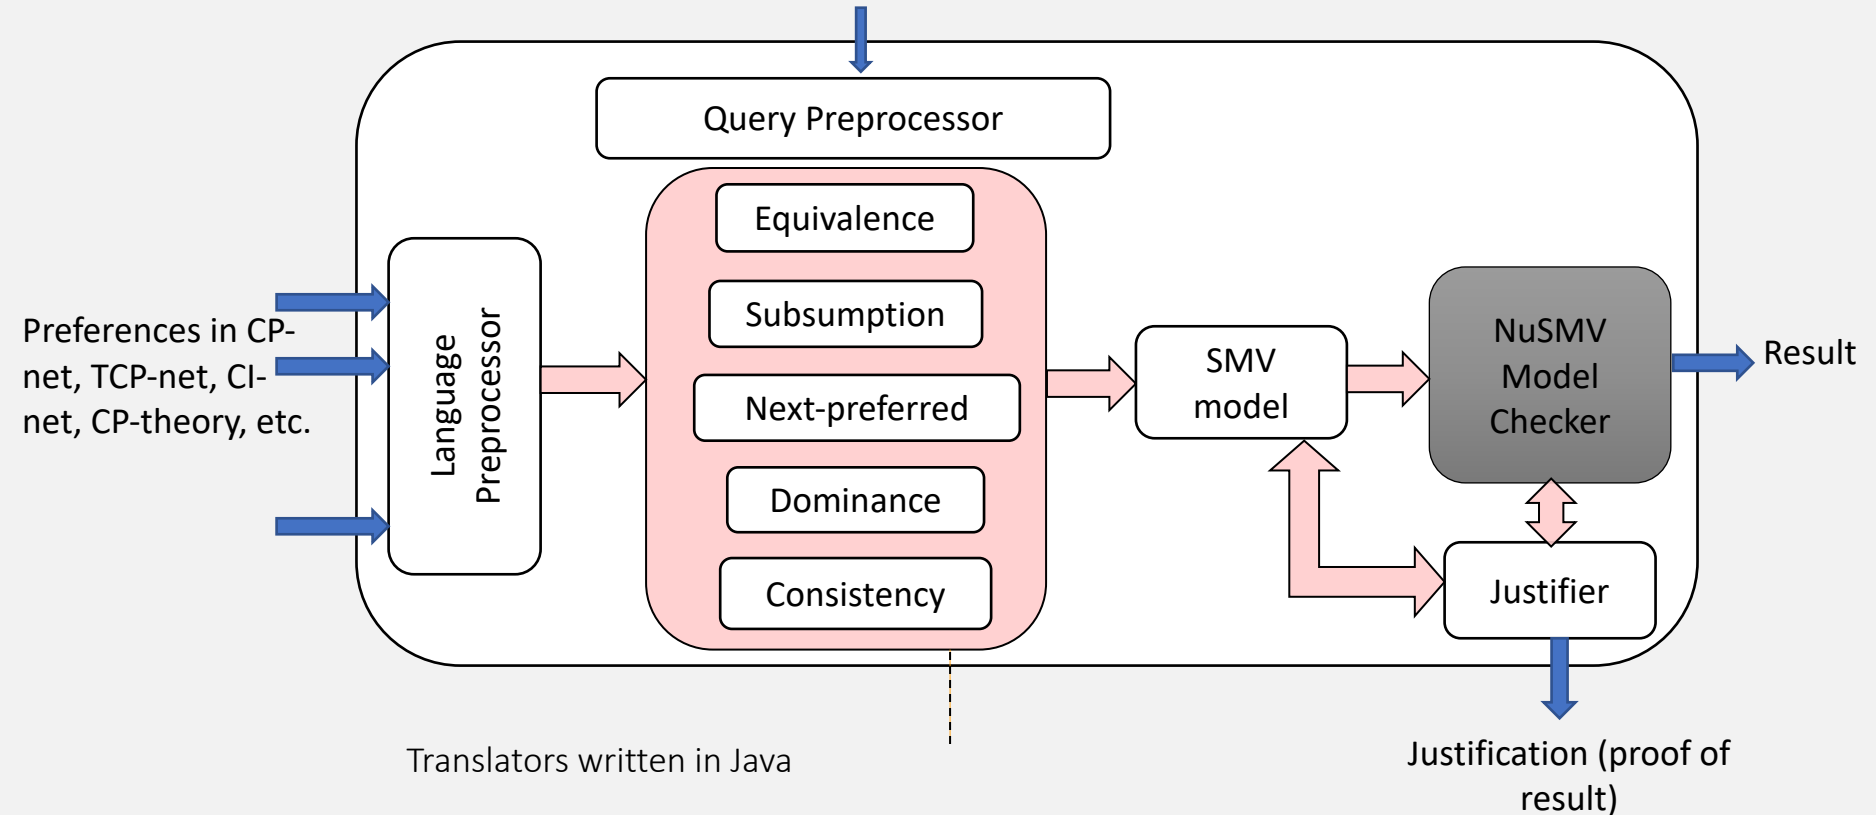 Query Preprocessor
Equivalence
Subsumption
Next-preferred
Dominance
Consistency
Preferences in CP-
net, TCP-net, CI-
net, CP-theory, etc.
Language
Preprocessor
SMV
model
NuSMV
Model
Checker
Result
Justifier
Translators written in Java
Justification (proof of
result)